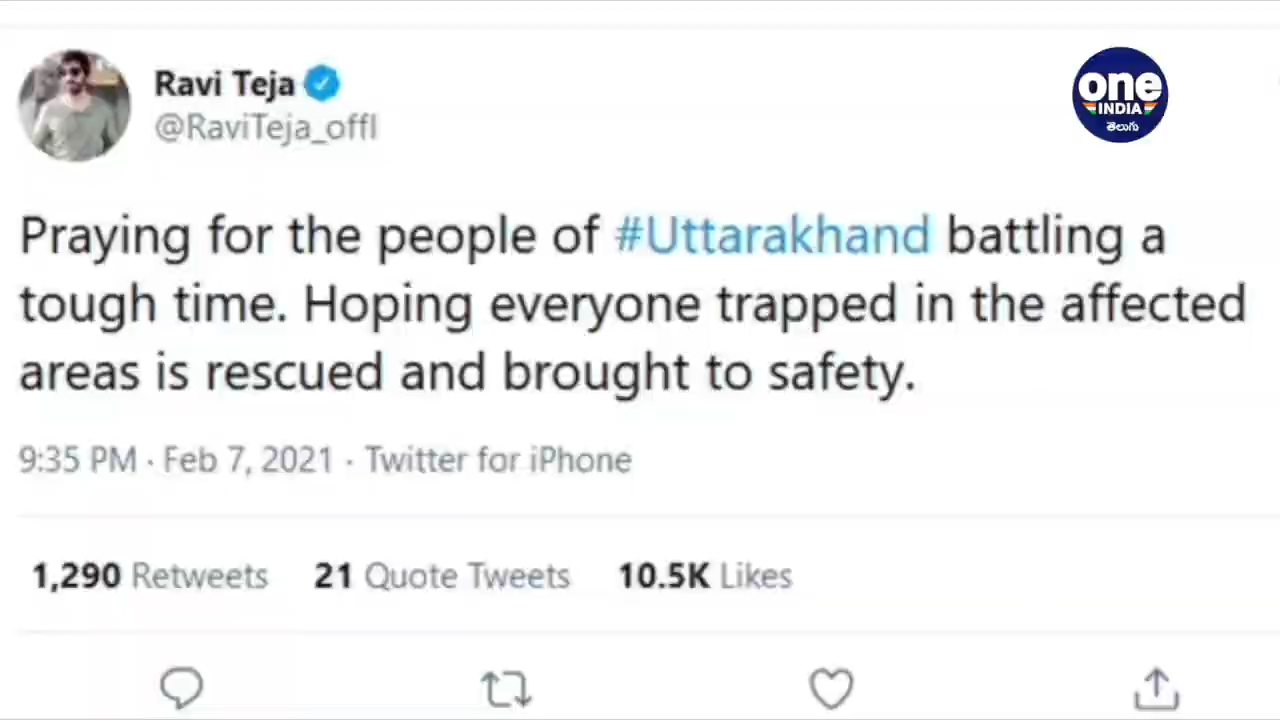 Ravi Teja
@RaviTeja_offl
one
INDIA
తెలుగు
Praying for the people of #Uttarakhand battling a
tough time. Hoping everyone trapped in the affected
areas is rescued and brought to safety.
9:35 PM · Feb 7, 2021 · Twitter for iPhone
1,290 Retweets 21 Quote Tweets 10.5K Likes